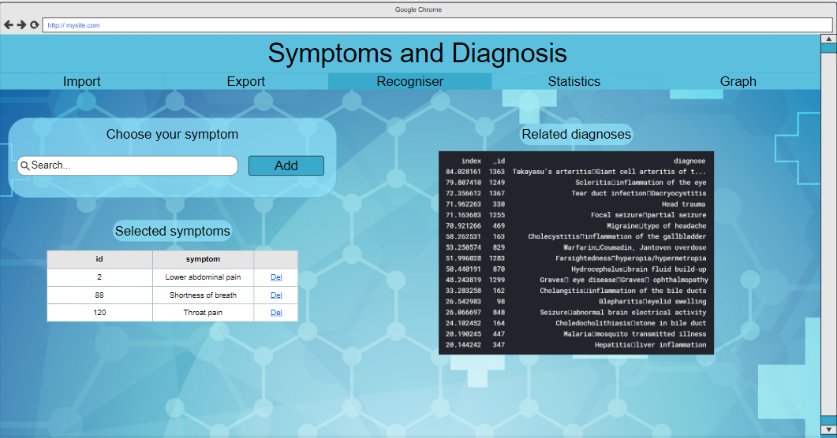 Google Chrome
http:// mysite.com
Symptoms and Diagnosis
Import Export Recogniser Statistics Graph
Choose your symptom
Search...
Add
Selected symptoms
id symptom
2 Lower abdominal pain Del
88 Shortness of breath Del
120 Throat pain Del
Related diagnoses
index _id diagnose
84.028161 1363 Takayasu's arteritis□Giant cell arteritis of t...
79.807410 1249 Scleritis□inflammation of the eye
72.356612 1367 Tear duct infection□Dacryocystitis
71.962263 330 Head trauma
71.163683 1255 Focal seizure□partial seizure
70.921266 469 Migraine□type of headache
58.262531 163 Cholecystitis□inflammation of the gallbladder
53.250574 829 Warfarin□Coumadin, Jantoven overdose
51.996028 1283 Farsightedness□hyperopia/hypermetropia
50.440191 870 Hydrocephalus□brain fluid build-up
48.243819 1299 Graves□ eye disease□Graves□ ophthalmopathy
33.283258 162 Cholangitis□inflammation of the bile ducts
26.542983 98 Blepharitis□eyelid swelling
26.066697 848 Seizure□abnormal brain electrical activity
24.102452 164 Choledocholithiasis□stone in bile duct
20.190245 447 Malaria□mosquito transmitted illness
20.144242 347 Hepatitis□liver inflammation